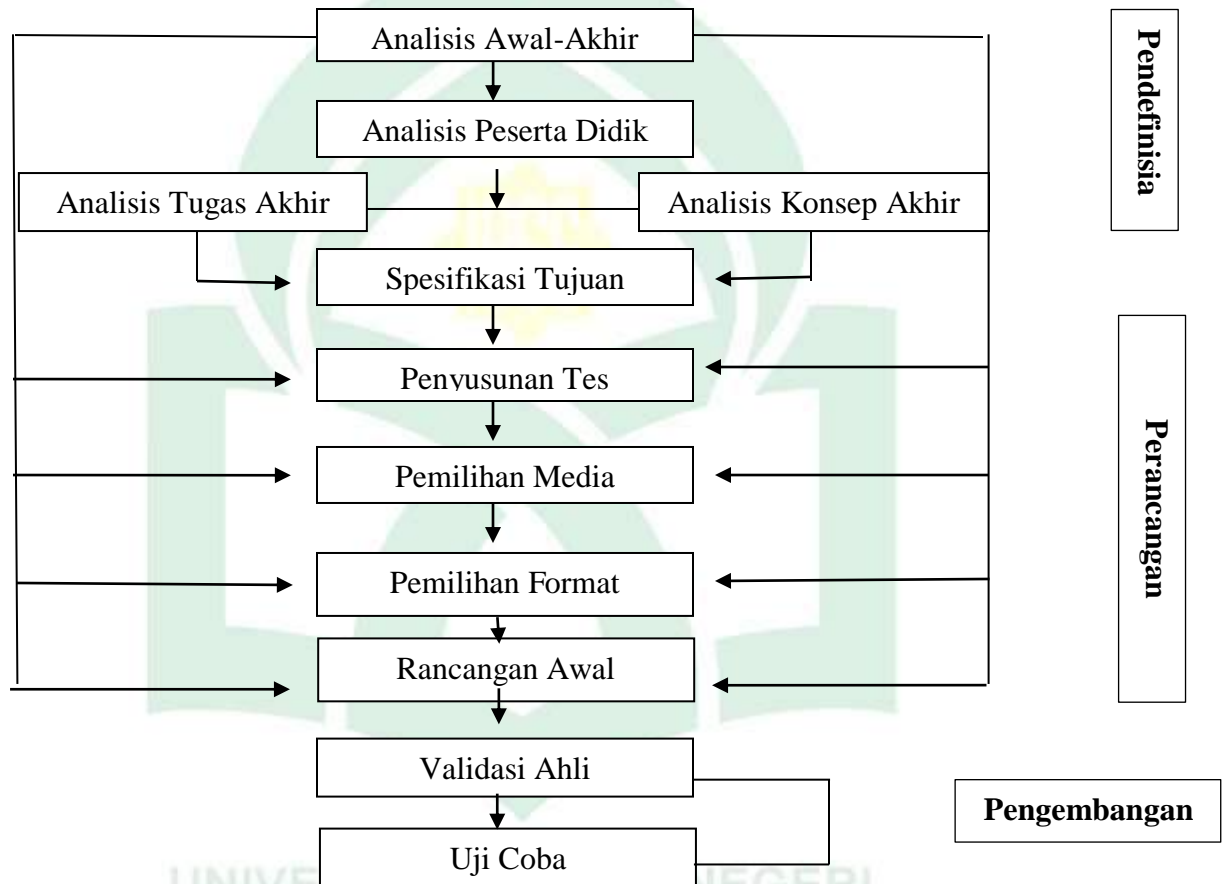 Analisis Awal-Akhir
Pendefinisia
Analisis Peserta Didik
Analisis Tugas Akhir
Analisis Konsep Akhir
Spesifikasi Tujuan
Penyusunan Tes
Perancangan
Pemilihan Media
Pemilihan Format
Rancangan Awal
Validasi Ahli
Pengembangan
Uji Coba